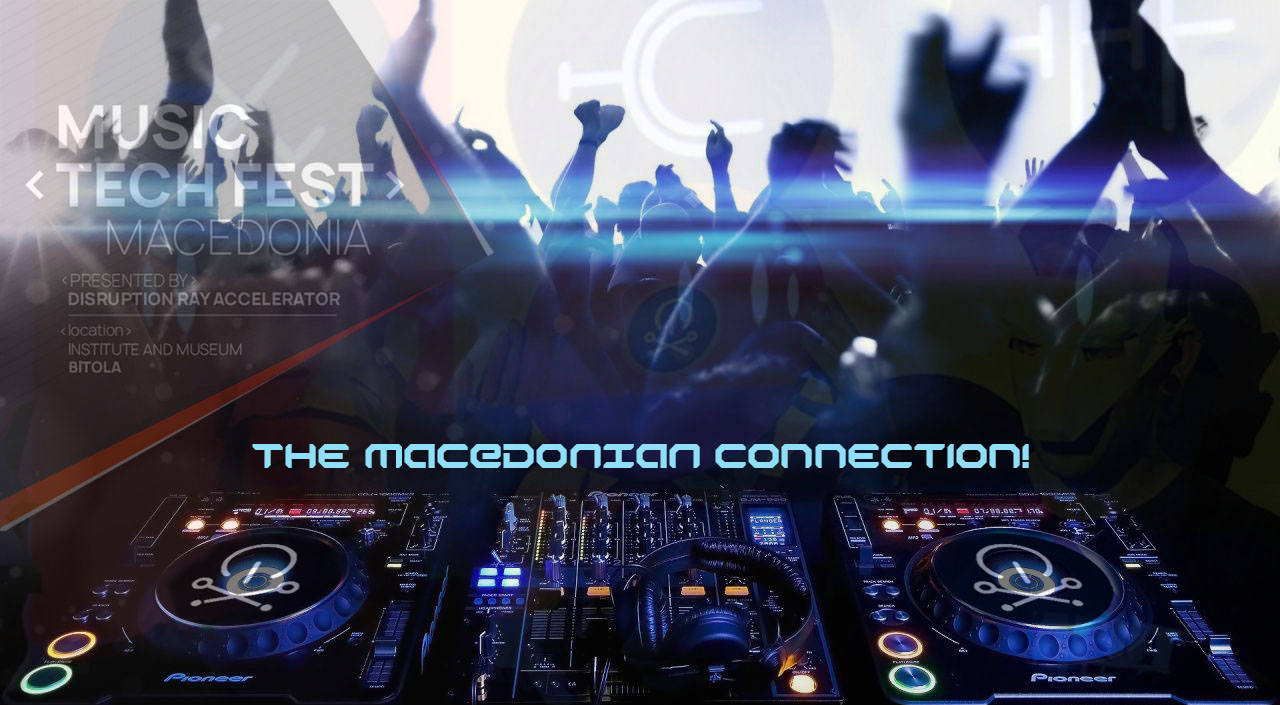 MUSIC
< TECH FEST >
MACEDONIA
<PRESENTED BY>
DISRUPTION RAY ACCELERATOR
<location>
INSTITUTE AND MUSEUM
BITOLA
THE MACEDONIAN CONNECTION!
Pioneer
Pioneer